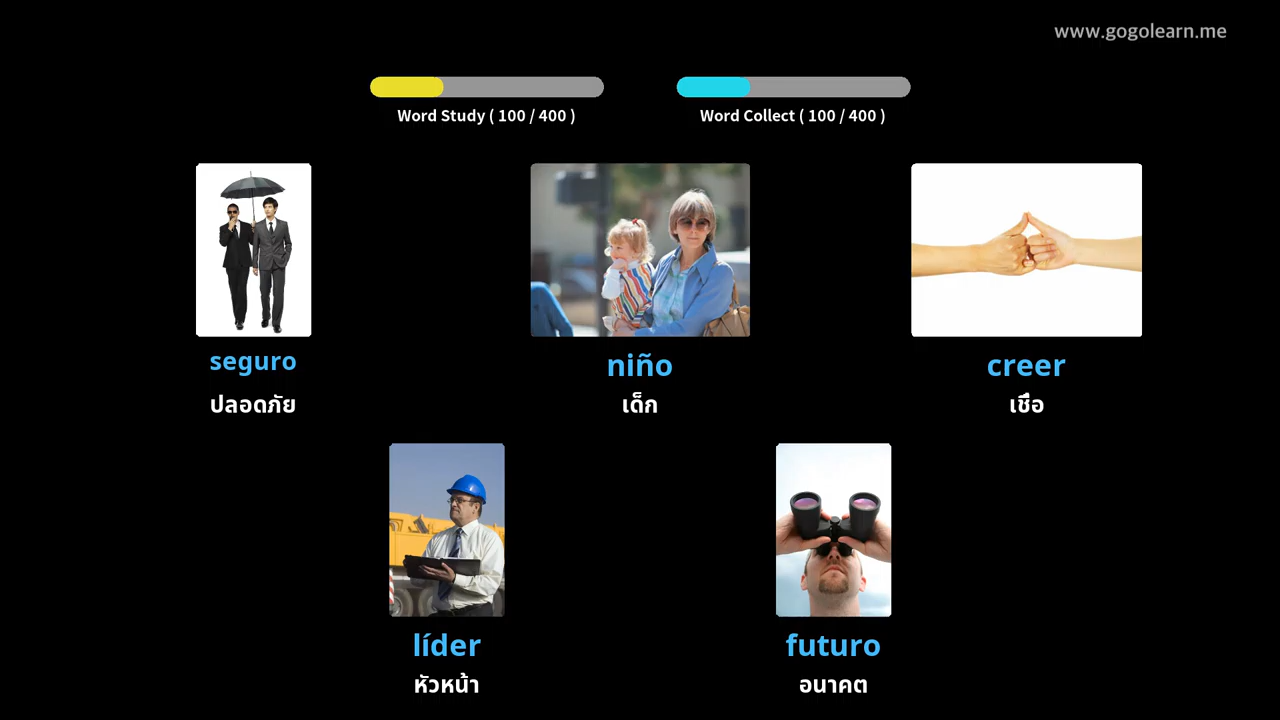 www.gogolearn.me
Word Study ( 100 / 400 )
Word Collect ( 100 / 400 )
seguro
ปลอดภัย
niño
เด็ก
creer
เชื่อ
líder
หัวหน้า
futuro
อนาคต